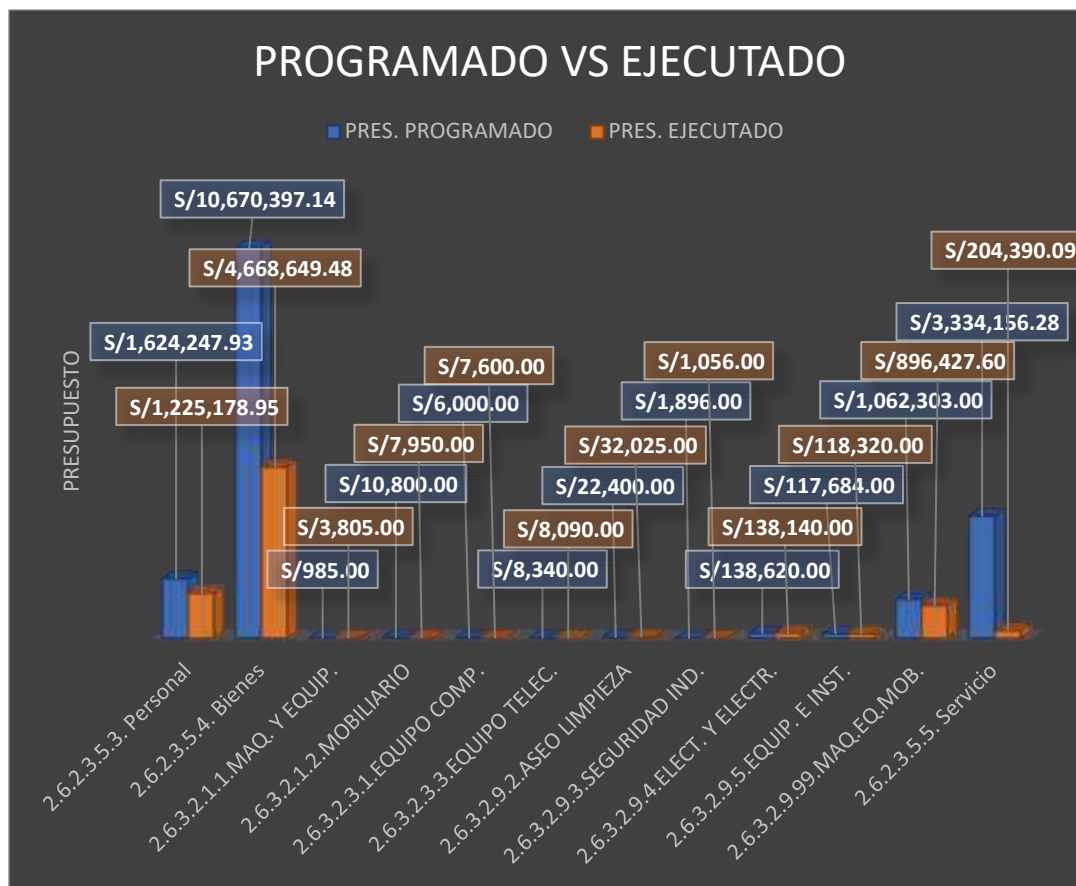 PROGRAMADO VS EJECUTADO
PRES. PROGRAMADO
PRES. EJECUTADO
PRESUPUESTO
S/10,670,397.14
S/4,668,649.48
S/1,624,247.93
S/1,225,178.95
S/985.00
S/3,805.00
S/10,800.00
S/7,950.00
S/6,000.00
S/7,600.00
S/8,340.00
S/8,090.00
S/22,400.00
S/32,025.00
S/1,896.00
S/1,056.00
S/138,620.00
S/138,140.00
S/117,684.00
S/118,320.00
S/1,062,303.00
S/896,427.60
S/3,334,156.28
S/204,390.09
2.6.2.3.5.3. Personal
2.6.2.3.5.4. Bienes
2.6.3.2.1.1.MAQ. Y EQUIP.
2.6.3.2.1.2.MOBILIARIO
2.6.3.2.3.1.EQUIPO COMP.
2.6.3.2.3.3.EQUIPO TELEC.
2.6.3.2.9.2.ASEO LIMPIEZA
2.6.3.2.9.3.SEGURIDAD IND.
2.6.3.2.9.4.ELECT. Y ELECTR.
2.6.3.2.9.5.EQUIP. E INST.
2.6.3.2.9.99.MAQ.EQ.MOB.
2.6.2.3.5.5. Servicio